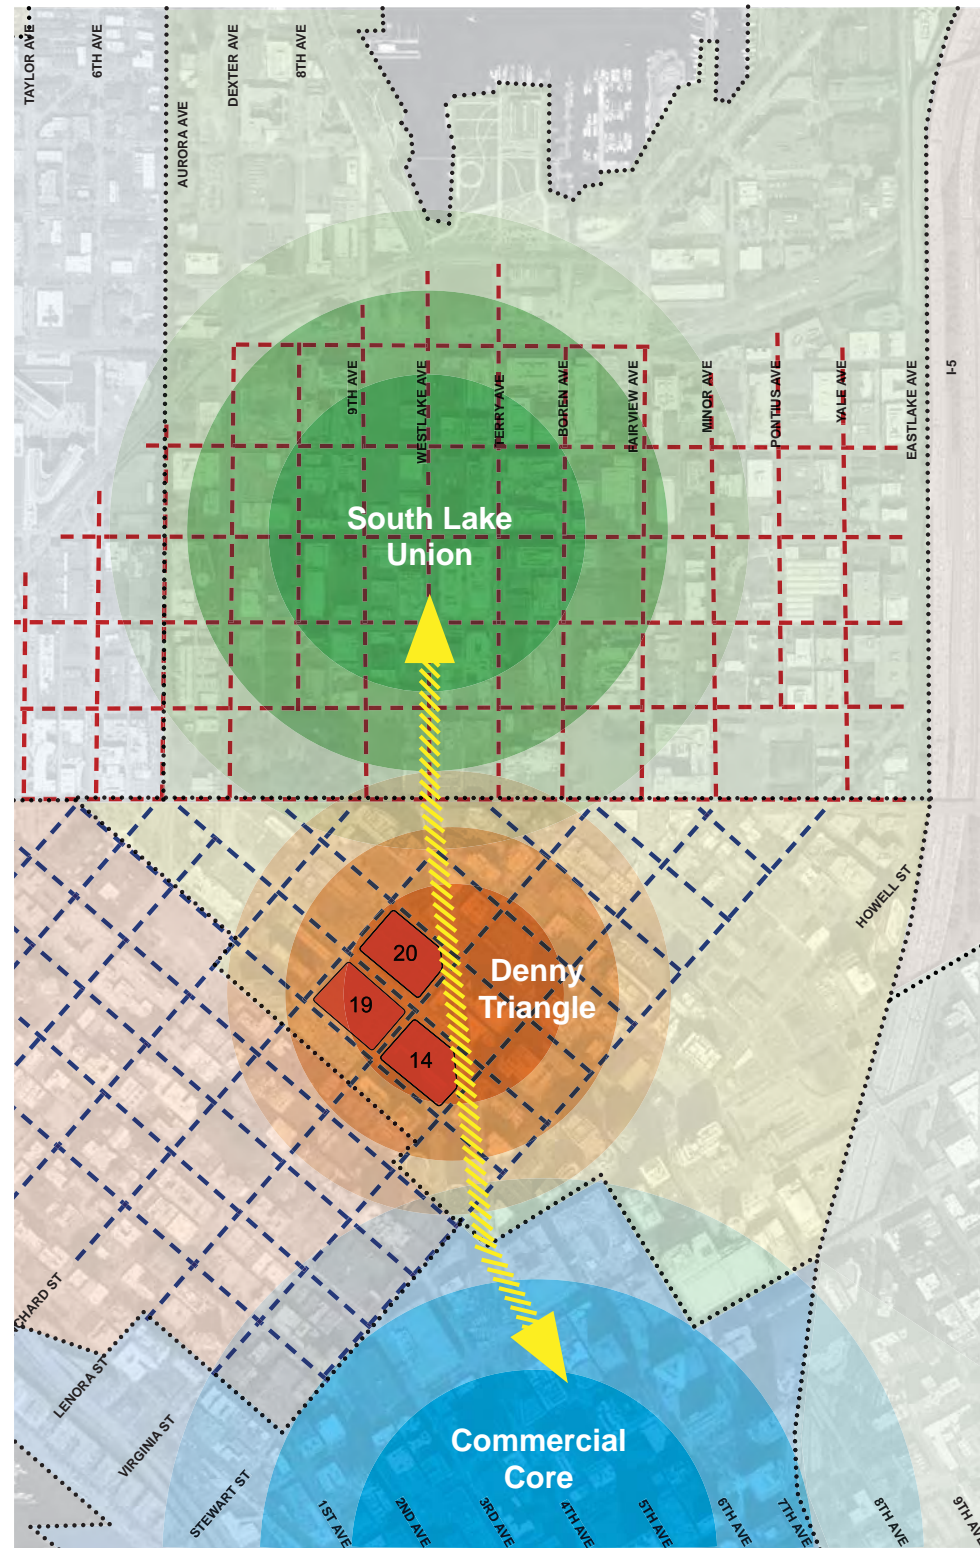 TAYLOR AVE
6TH AVE
AURORA AVE
DEXTER AVE
8TH AVE
9TH AVE
WESTLAKE AVE
TERRY AVE
BOREN AVE
FAIRVIEW AVE
MINOR AVE
PONTIUS AVE
YALE AVE
EASTLAKE AVE
I-5
South Lake
Union
HOWELL ST
20
19
14
Denny
Triangle
CHARD ST
LENORA ST
VIRGINIA ST
STEWART ST
Commercial
Core
1ST AVE
2ND AVE
3RD AVE
4TH AVE
5TH AVE
6TH AVE
7TH AVE
8TH AVE
9TH AV